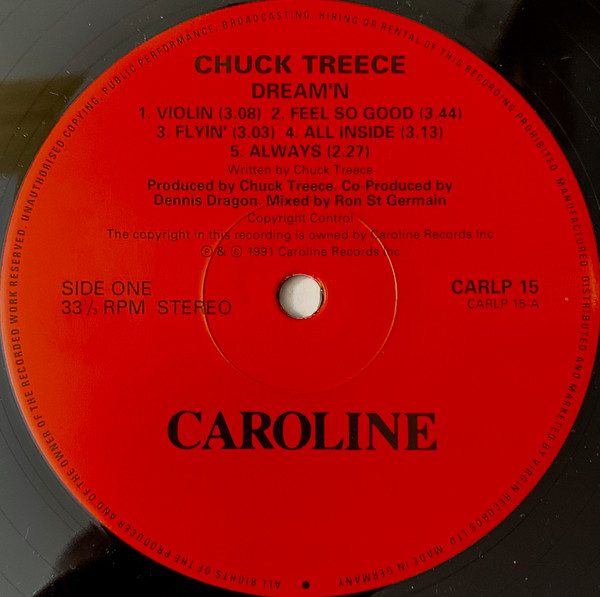 CHUCK TREECE
DREAM'N
1. VIOLIN (3.08) 2. FEEL SO GOOD (3.44)
3. FLYIN' (3.03) 4. ALL INSIDE (3.13)
5. ALWAYS (2.27)
Written by Chuck Treece
Produced by Chuck Treece. Co-Produced by
Dennis Dragon. Mixed by Ron St Germain
Copyright Control
The copyright in this recording is owned by Caroline Records Inc
℗ & © 1991 Caroline Records Inc
SIDE ONE
33⅓ RPM STEREO
CARLP 15
CARLP 15-A
CAROLINE
ALL RIGHTS OF THE PRODUCER AND OF THE OWNER OF THE RECORDED WORK RESERVED. UNAUTHORISED COPYING, PUBLIC PERFORMANCE, BROADCASTING, HIRING OR RENTAL OF THIS RECORDING PROHIBITED. MANUFACTURED, DISTRIBUTED AND MARKETED BY VIRGIN RECORDS LTD. MADE IN GERMANY